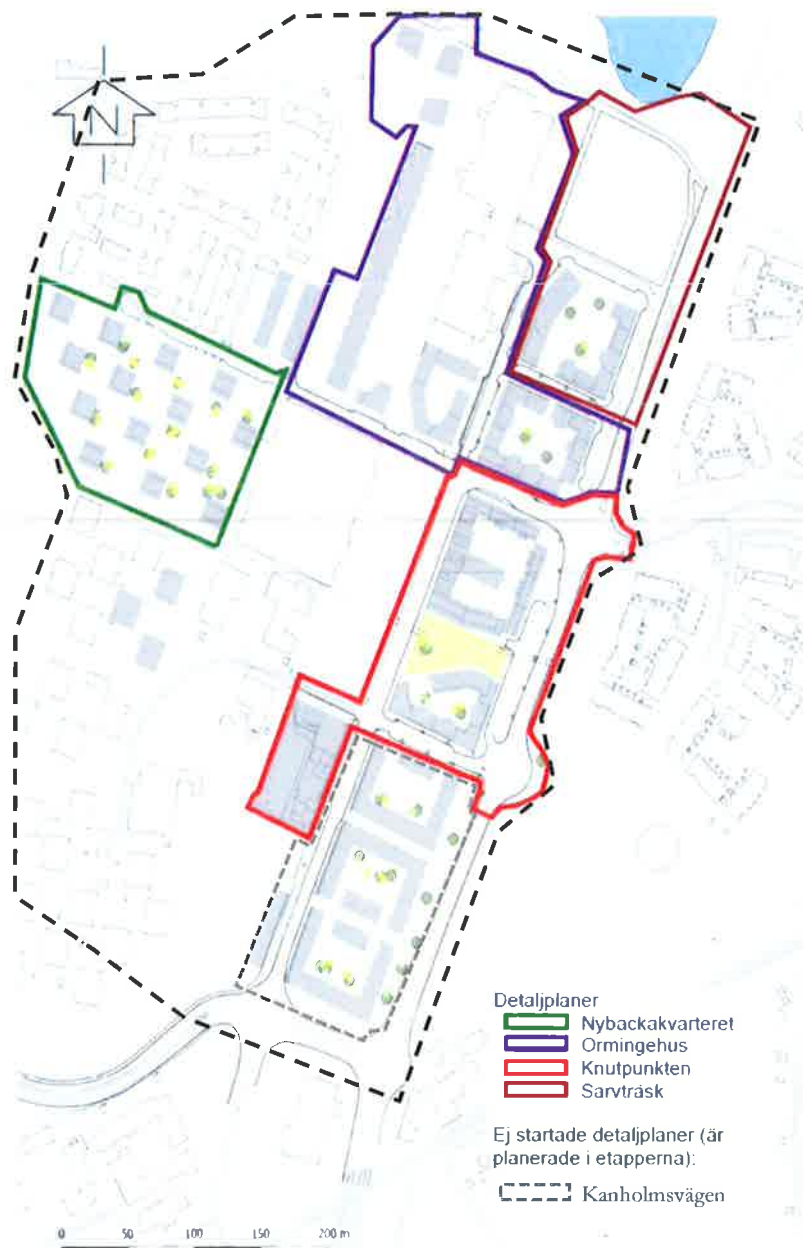 N
Detaljplaner
Nybackakvarteret
Ormingehus
Knutpunkten
Sarvträsk
Ej startade detaljplaner (är
planerade i etapperna):
Kanholmsvägen
0 50 100 150 200 m